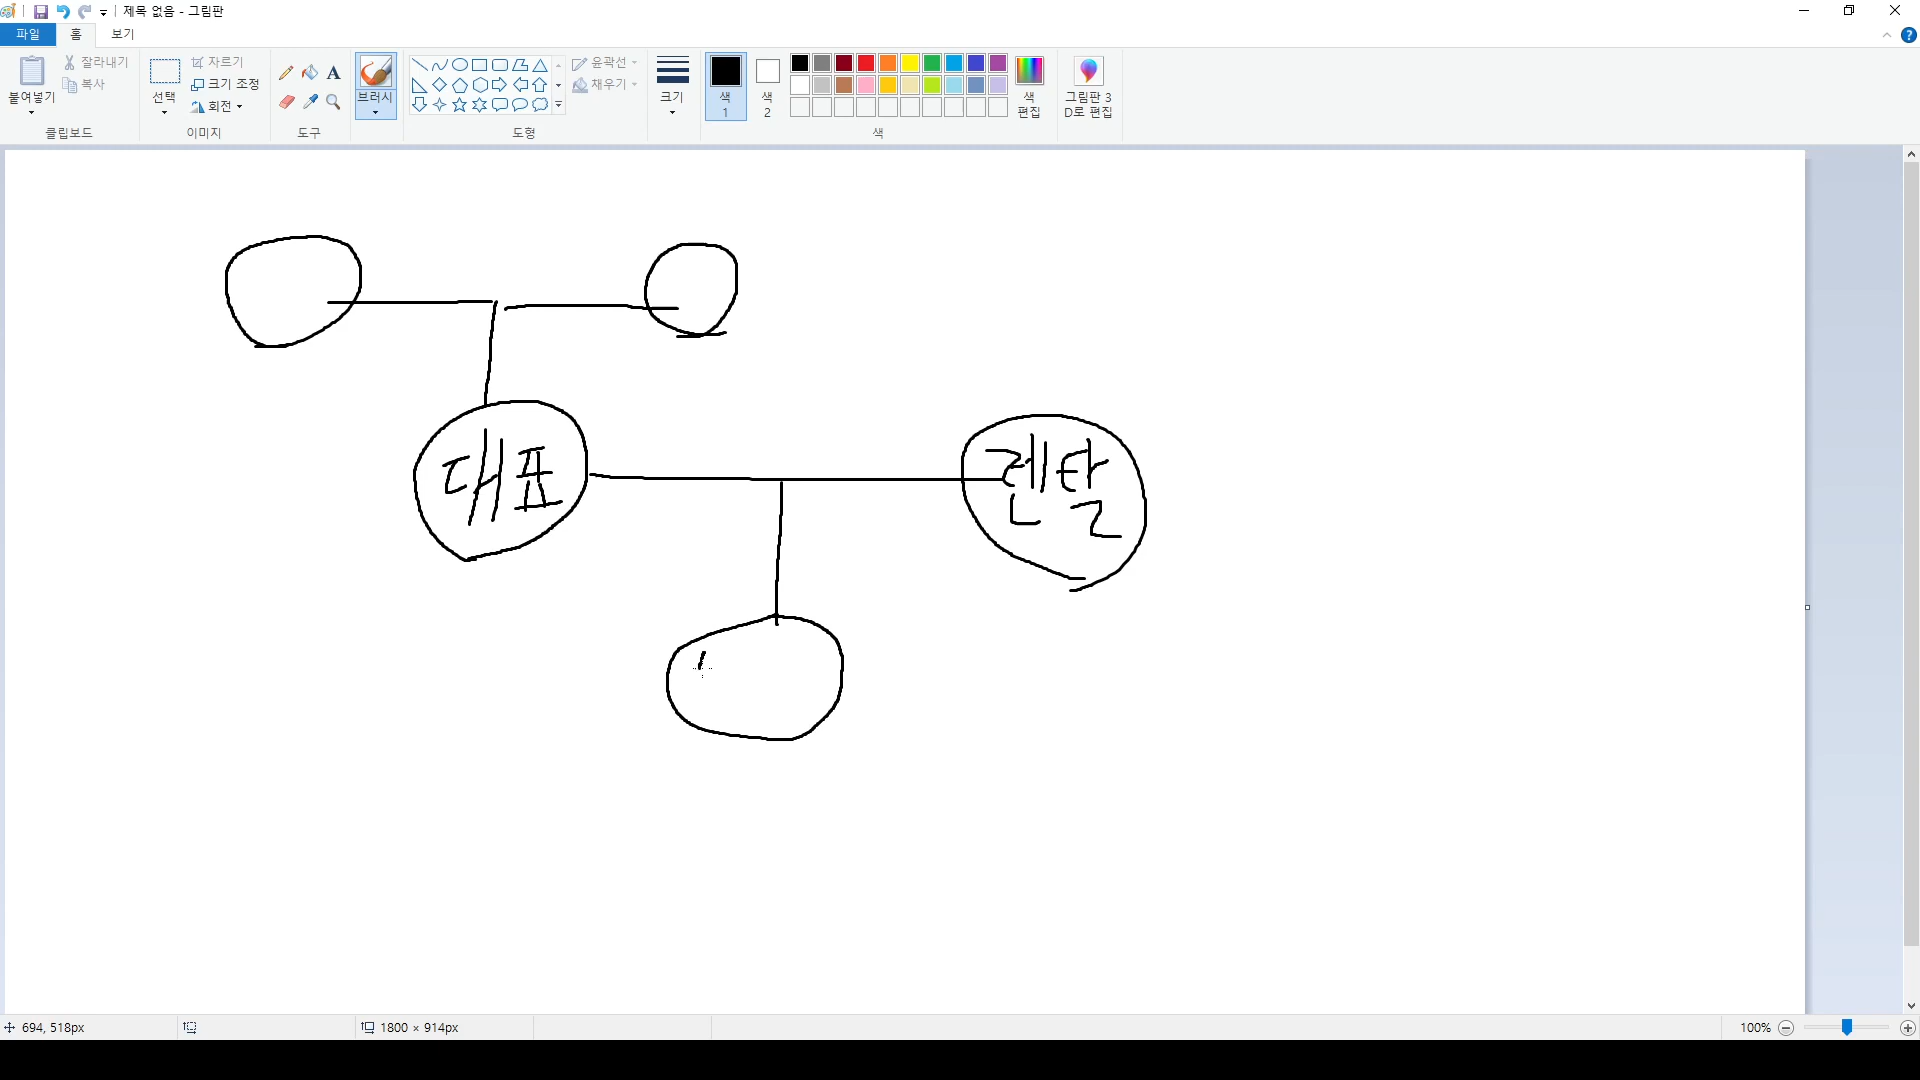 제목 없음 - 그림판
파일 홈 보기
붙여넣기
잘라내기
복사
클립보드
선택
자르기
크기 조정
회전
이미지
A
도구
브러시
도형
윤곽선
채우기
크기
색
1
색
2
색
편집
색
그림판 3
D로 편집
대표
렌탈
694, 518px
1800 × 914px
100%